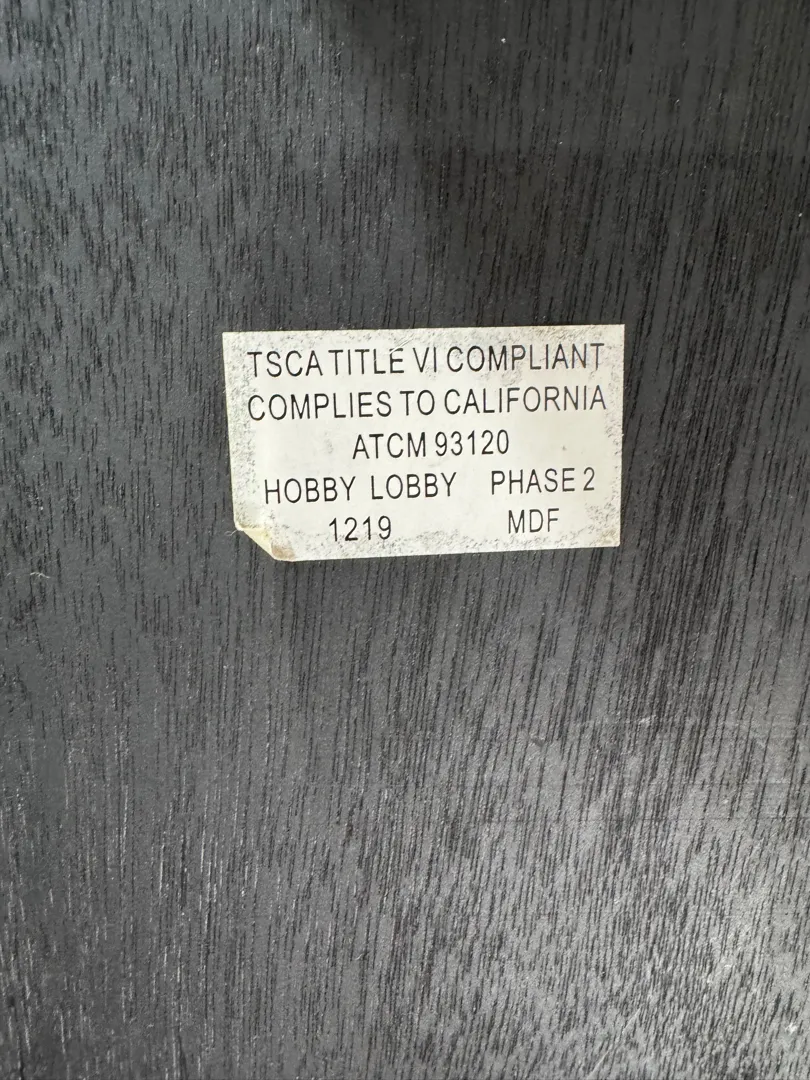 TSCA TITLE VI COMPLIANT
COMPLIES TO CALIFORNIA
ATCM 93120
HOBBY LOBBY PHASE 2
1219 MDF